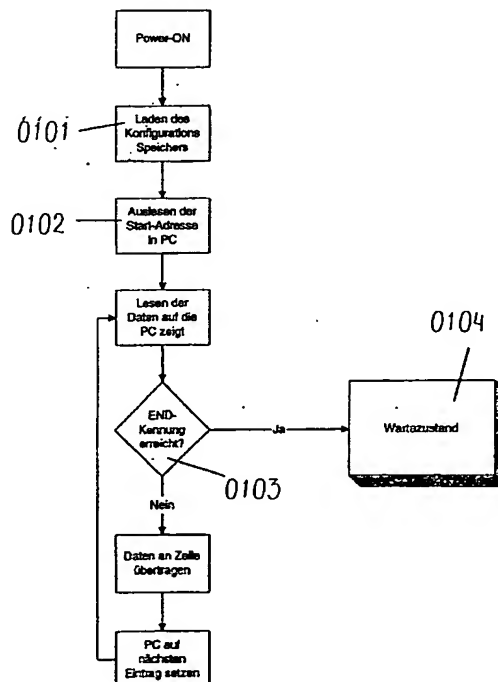 Power-ON
0101
Laden des
Konfigurations
Speichers
0102
Auslesen der
Start-Adresse
in PC
Lesen der
Daten auf die
PC zeigt
0104
END-
Kennung
erreicht?
Ja
Wartezustand
0103
Nein
Daten an Zelle
übertragen
PC auf
nächsten
Eintrag setzen